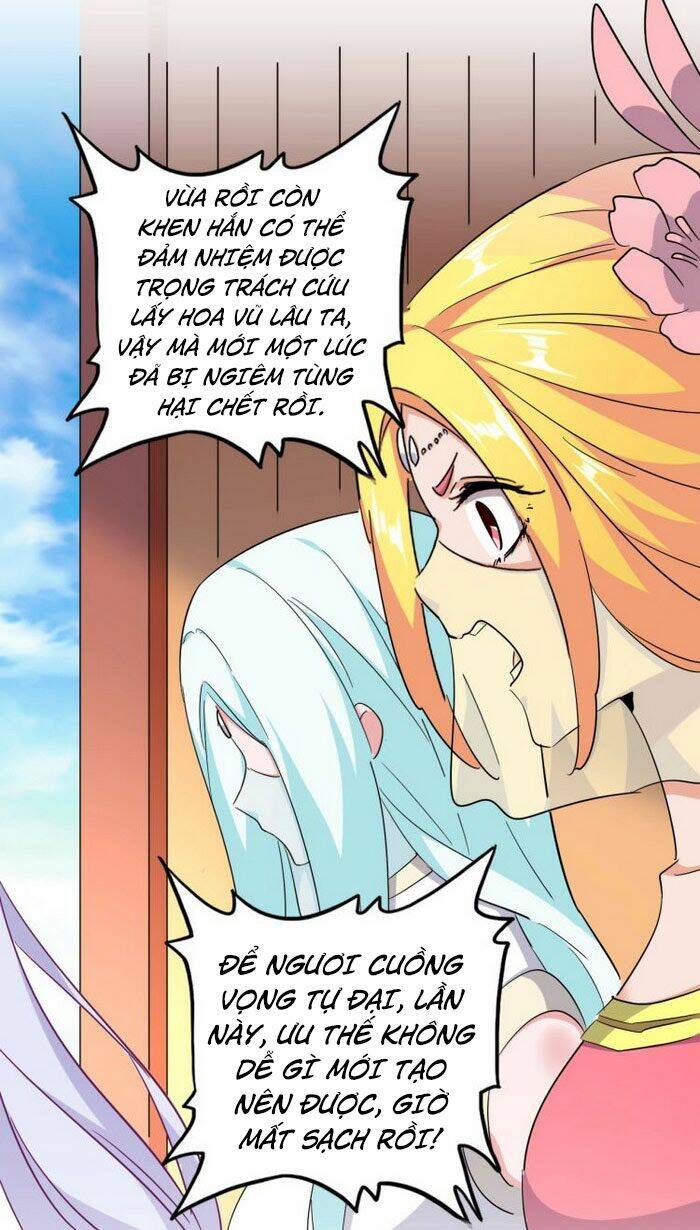 VỪA RỒI CÒN
KHEN HẮN CÓ THỂ
ĐẢM NHIỆM ĐƯỢC
TRỌNG TRÁCH CỨU
LẤY HOA VŨ LÂU TA,
VẬY MÀ MỚI MỘT LÚC
ĐÃ BỊ NGIÊM TÙNG
HẠI CHẾT RỒI.
ĐỂ NGƯƠI CUỒNG
VỌNG TỰ ĐẠI, LẦN
NÀY, ƯU THẾ KHÔNG
DỄ GÌ MỚI TẠO
NÊN ĐƯỢC, GIỜ
MẤT SẠCH RỒI!